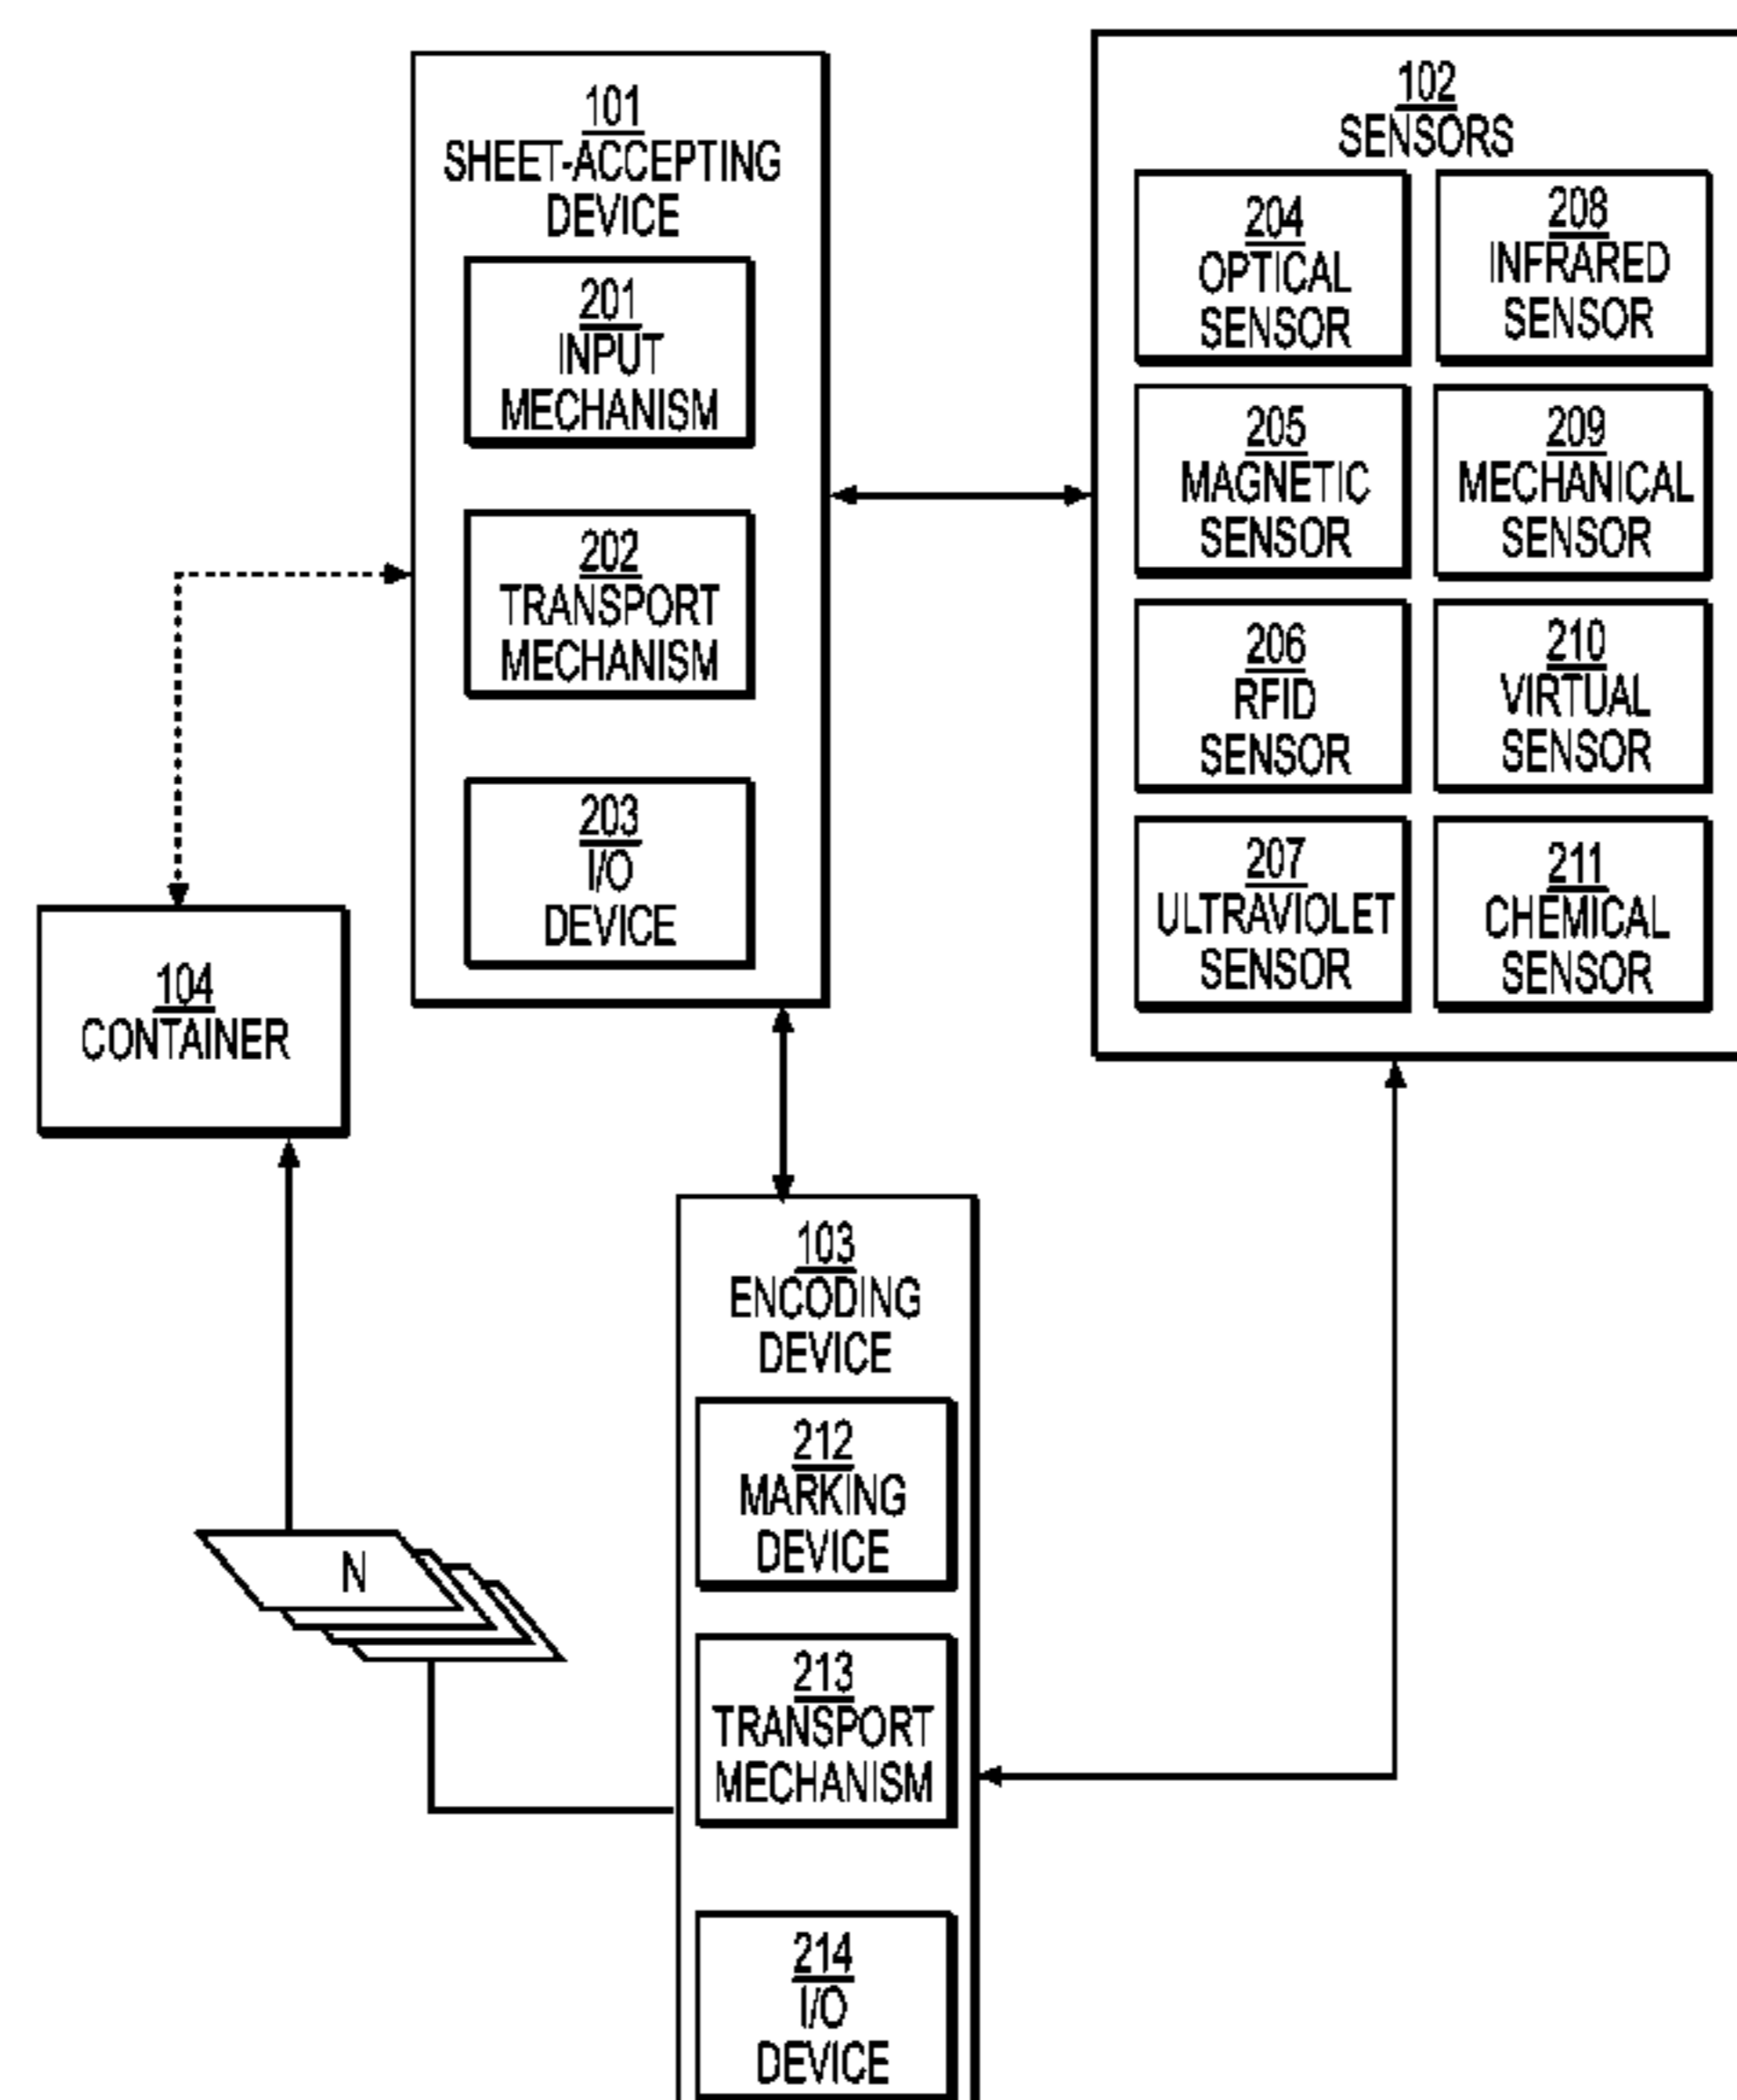 101
SHEET-ACCEPTING
DEVICE
201
INPUT
MECHANISM
202
TRANSPORT
MECHANISM
203
I/O
DEVICE
102
SENSORS
204
OPTICAL
SENSOR
208
INFRARED
SENSOR
205
MAGNETIC
SENSOR
209
MECHANICAL
SENSOR
206
RFID
SENSOR
210
VIRTUAL
SENSOR
207
ULTRAVIOLET
SENSOR
211
CHEMICAL
SENSOR
104
CONTAINER
103
ENCODING
DEVICE
212
MARKING
DEVICE
N
213
TRANSPORT
MECHANISM
214
I/O
DEVICE